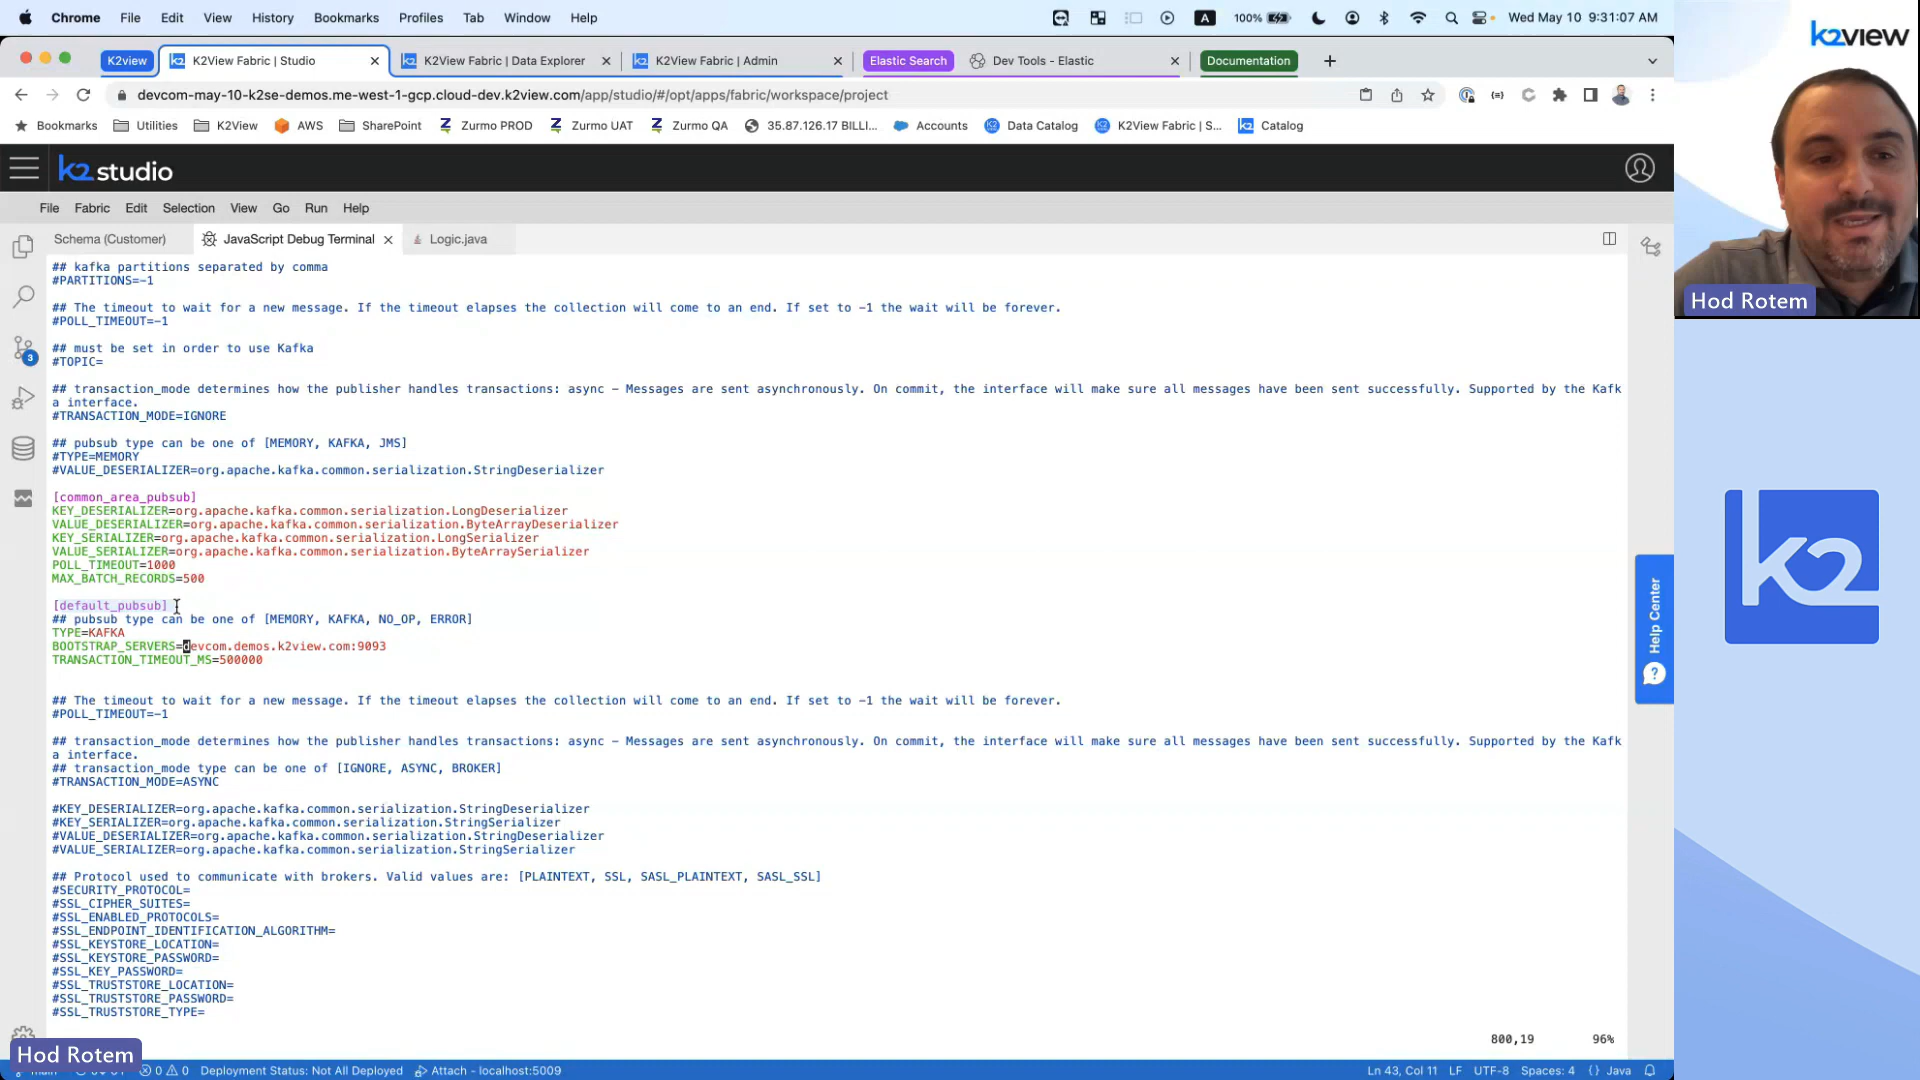 Chrome File Edit View History Bookmarks Profiles Tab Window Help
A 100% Wed May 10 9:31:07 AM
K2view K2View Fabric | Studio K2View Fabric | Data Explorer K2View Fabric | Admin Elastic Search Dev Tools - Elastic Documentation
devcom-may-10-k2se-demos.me-west-1-gcp.cloud-dev.k2view.com/app/studio/#/opt/apps/fabric/workspace/project
Bookmarks Utilities K2View AWS SharePoint Zurmo PROD Zurmo UAT Zurmo QA 35.87.126.17 BILLI... Accounts Data Catalog K2View Fabric | S... Catalog
k2 studio
File Fabric Edit Selection View Go Run Help
Schema (Customer) JavaScript Debug Terminal Logic.java
## kafka partitions separated by comma
#PARTITIONS=-1
## The timeout to wait for a new message. If the timeout elapses the collection will come to an end. If set to -1 the wait will be forever.
#POLL_TIMEOUT=-1
## must be set in order to use Kafka
#TOPIC=
## transaction_mode determines how the publisher handles transactions: async - Messages are sent asynchronously. On commit, the interface will make sure all messages have been sent successfully. Supported by the Kafk
a interface.
#TRANSACTION_MODE=IGNORE
## pubsub type can be one of [MEMORY, KAFKA, JMS]
#TYPE=MEMORY
#VALUE_DESERIALIZER=org.apache.kafka.common.serialization.StringDeserializer
[common_area_pubsub]
KEY_DESERIALIZER=org.apache.kafka.common.serialization.LongDeserializer
VALUE_DESERIALIZER=org.apache.kafka.common.serialization.ByteArrayDeserializer
KEY_SERIALIZER=org.apache.kafka.common.serialization.LongSerializer
VALUE_SERIALIZER=org.apache.kafka.common.serialization.ByteArraySerializer
POLL_TIMEOUT=1000
MAX_BATCH_RECORDS=500
[default_pubsub]
## pubsub type can be one of [MEMORY, KAFKA, NO_OP, ERROR]
TYPE=KAFKA
BOOTSTRAP_SERVERS=devcom.demos.k2view.com:9093
TRANSACTION_TIMEOUT_MS=500000
## The timeout to wait for a new message. If the timeout elapses the collection will come to an end. If set to -1 the wait will be forever.
#POLL_TIMEOUT=-1
## transaction_mode determines how the publisher handles transactions: async - Messages are sent asynchronously. On commit, the interface will make sure all messages have been sent successfully. Supported by the Kafk
a interface.
## transaction_mode type can be one of [IGNORE, ASYNC, BROKER]
#TRANSACTION_MODE=ASYNC
#KEY_DESERIALIZER=org.apache.kafka.common.serialization.StringDeserializer
#KEY_SERIALIZER=org.apache.kafka.common.serialization.StringSerializer
#VALUE_DESERIALIZER=org.apache.kafka.common.serialization.StringDeserializer
#VALUE_SERIALIZER=org.apache.kafka.common.serialization.StringSerializer
## Protocol used to communicate with brokers. Valid values are: [PLAINTEXT, SSL, SASL_PLAINTEXT, SASL_SSL]
#SECURITY_PROTOCOL=
#SSL_CIPHER_SUITES=
#SSL_ENABLED_PROTOCOLS=
#SSL_ENDPOINT_IDENTIFICATION_ALGORITHM=
#SSL_KEYSTORE_LOCATION=
#SSL_KEYSTORE_PASSWORD=
#SSL_KEY_PASSWORD=
#SSL_TRUSTSTORE_LOCATION=
#SSL_TRUSTSTORE_PASSWORD=
#SSL_TRUSTSTORE_TYPE=
800,19 96%
3
Help Center
?
Hod Rotem
0 0 Deployment Status: Not All Deployed Attach - localhost:5009 Ln 43, Col 11 LF UTF-8 Spaces: 4 {} Java
k2view
Hod Rotem
K2